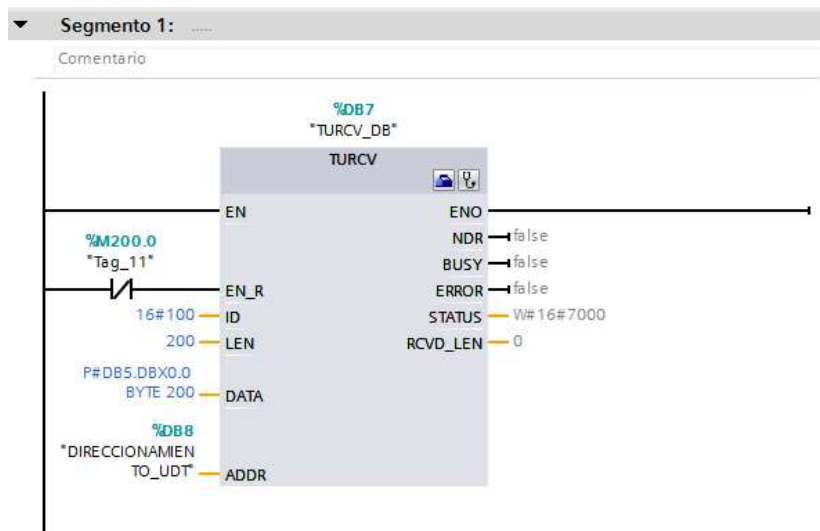 Segmento 1: .....
Comentario
%DB7
"TURCV_DB"
TURCV
EN ENO
NDR false
BUSY false
%M200.0
"Tag_11"
EN_R ERROR false
16#100 ID STATUS W#16#7000
200 LEN RCVD_LEN 0
P#DB5.DBX0.0
BYTE 200 DATA
%DB8
"DIRECCIONAMIEN
TO_UDT" ADDR